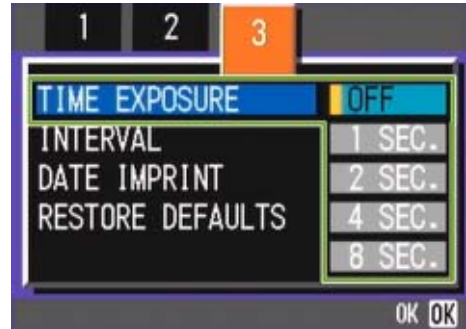 1 2 3
TIME EXPOSURE OFF
INTERVAL 1 SEC.
DATE IMPRINT 2 SEC.
RESTORE DEFAULTS 4 SEC.
8 SEC.
OK OK